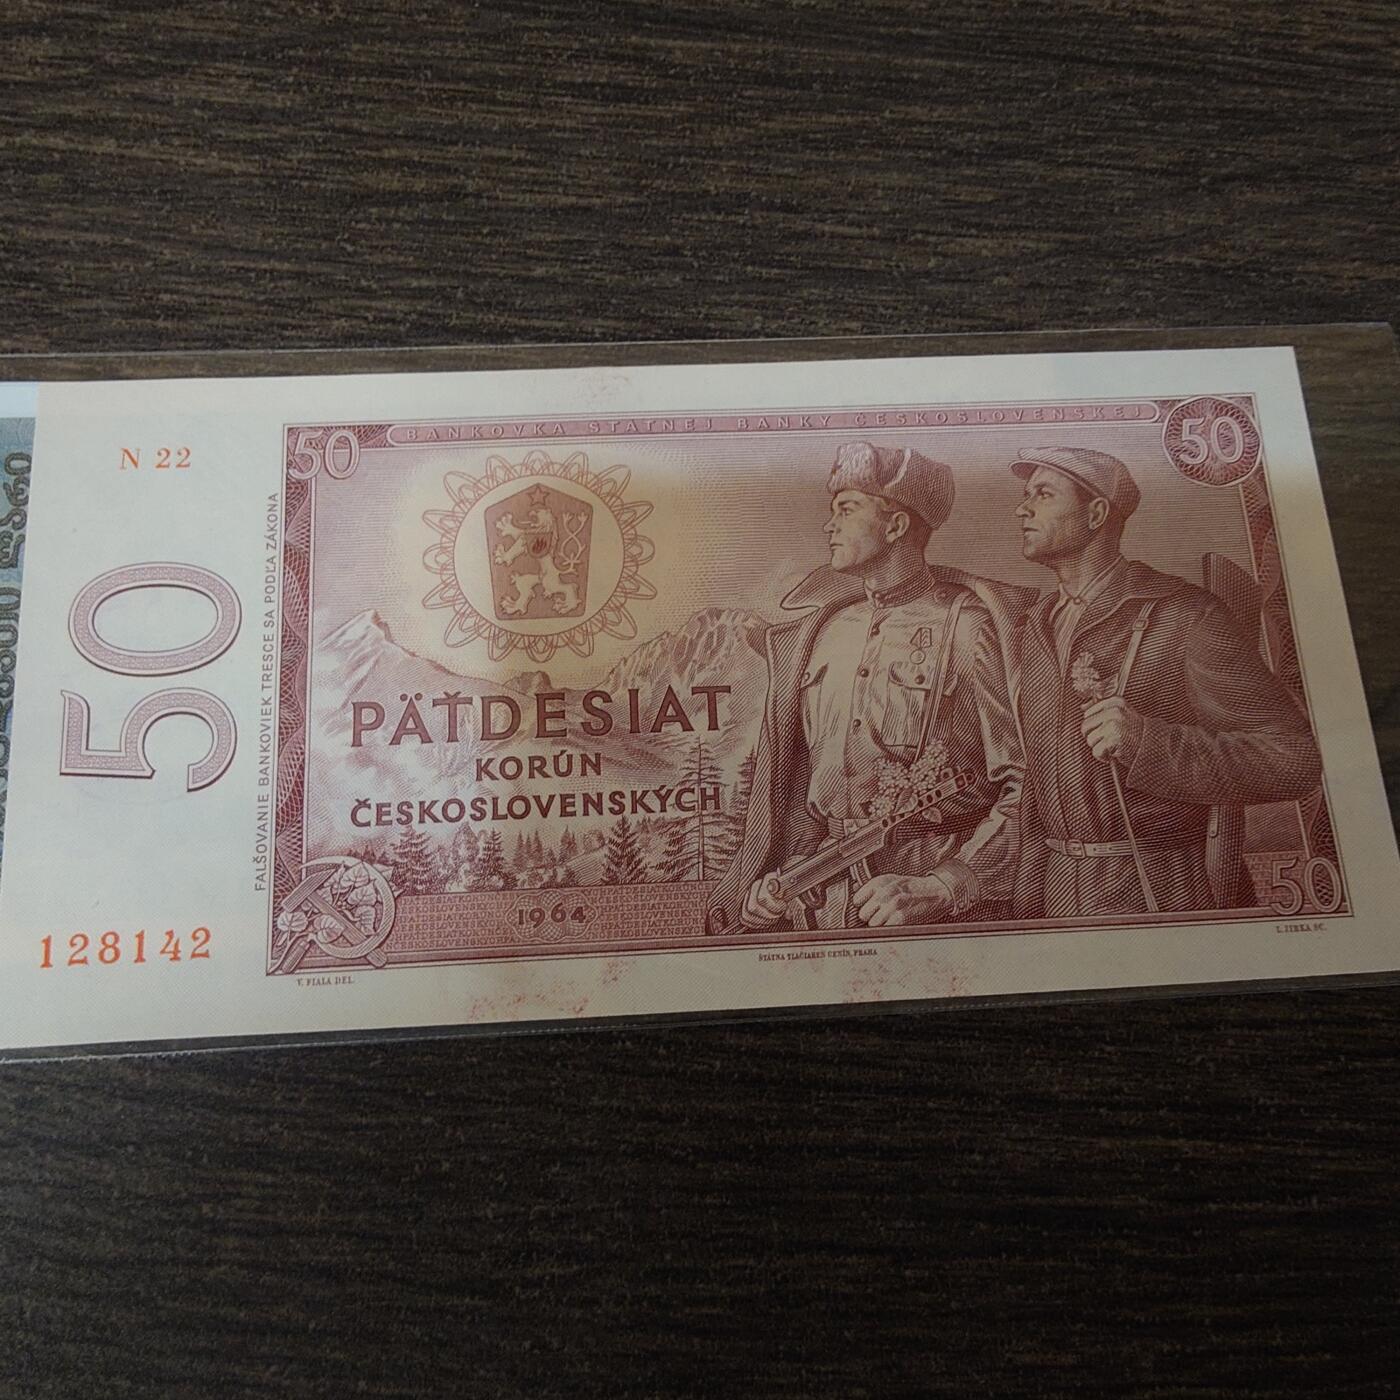 BANKOVKA ŠTÁTNEJ BANKY ČESKOSLOVENSKEJ
50
50
N 22
50
FALŠOVANIE BANKOVIEK TRESCE SA PODĽA ZÁKONA
PÄŤDESIAT
KORÚN
ČESKOSLOVENSKÝCH
1964
50
128142
V. FIALA DEL.
ŠTÁTNA TLAČIAREŇ CENÍN, PRAHA
L. JIRKA SC.